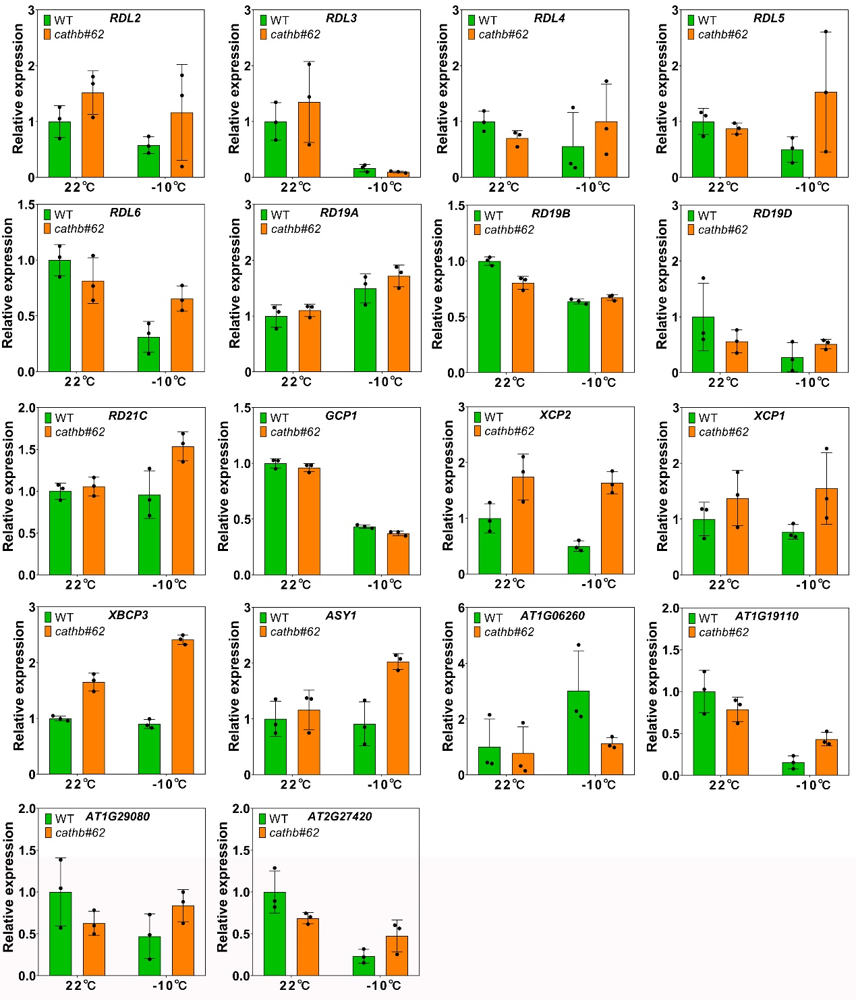 RDL2
WT
cathb#62
Relative expression
3
2
1
0
22℃
-10℃
RDL3
WT
cathb#62
Relative expression
3
2
1
0
22℃
-10℃
RDL4
WT
cathb#62
Relative expression
3
2
1
0
22℃
-10℃
RDL5
WT
cathb#62
Relative expression
3
2
1
0
22℃
-10℃
RDL6
WT
cathb#62
Relative expression
1.5
1.0
0.5
0.0
22℃
-10℃
RD19A
WT
cathb#62
Relative expression
3
2
1
0
22℃
-10℃
RD19B
WT
cathb#62
Relative expression
1.5
1.0
0.5
0.0
22℃
-10℃
RD19D
WT
cathb#62
Relative expression
3
2
1
0
22℃
-10℃
RD21C
WT
cathb#62
Relative expression
2.0
1.5
1.0
0.5
0.0
22℃
-10℃
GCP1
WT
cathb#62
Relative expression
1.5
1.0
0.5
0.0
22℃
-10℃
XCP2
WT
cathb#62
Relative expression
3
2
1
0
22℃
-10℃
XCP1
WT
cathb#62
Relative expression
3
2
1
0
22℃
-10℃
XBCP3
WT
cathb#62
Relative expression
3
2
1
0
22℃
-10℃
ASY1
WT
cathb#62
Relative expression
3
2
1
0
22℃
-10℃
AT1G06260
WT
cathb#62
Relative expression
6
4
2
0
22℃
-10℃
AT1G19110
WT
cathb#62
Relative expression
2.0
1.5
1.0
0.5
0.0
22℃
-10℃
AT1G29080
WT
cathb#62
Relative expression
2.0
1.5
1.0
0.5
0.0
22℃
-10℃
AT2G27420
WT
cathb#62
Relative expression
2.0
1.5
1.0
0.5
0.0
22℃
-10℃